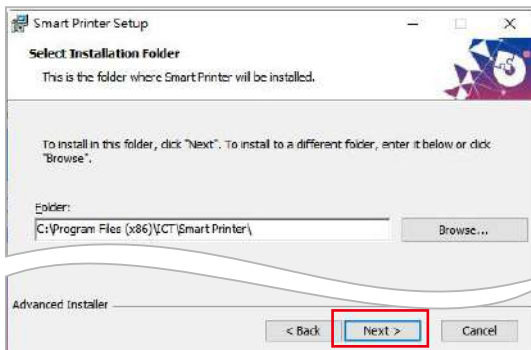 Smart Printer Setup
Select Installation Folder
This is the folder where Smart Printer will be installed.
To install in this folder, click "Next". To install to a different folder, enter it below or click
"Browse".
Folder:
C:\Program Files (x86)\ICT\Smart Printer\
Browse...
Advanced Installer
< Back
Next >
Cancel